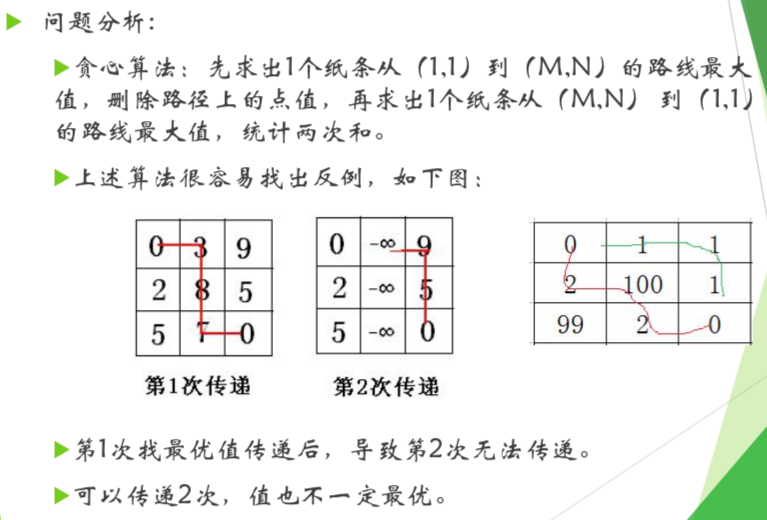 问题分析：
贪心算法：先求出1个纸条从（1,1）到（M,N）的路线最大
值，删除路径上的点值，再求出1个纸条从（M,N） 到（1,1）
的路线最大值，统计两次和。
上述算法很容易找出反例，如下图：
0 3 9
2 8 5
5 7 0
第1次传递
0 -∞ 9
2 -∞ 5
5 -∞ 0
第2次传递
0 1 1
2 100 1
99 2 0
第1次找最优值传递后，导致第2次无法传递。
可以传递2次，值也不一定最优。